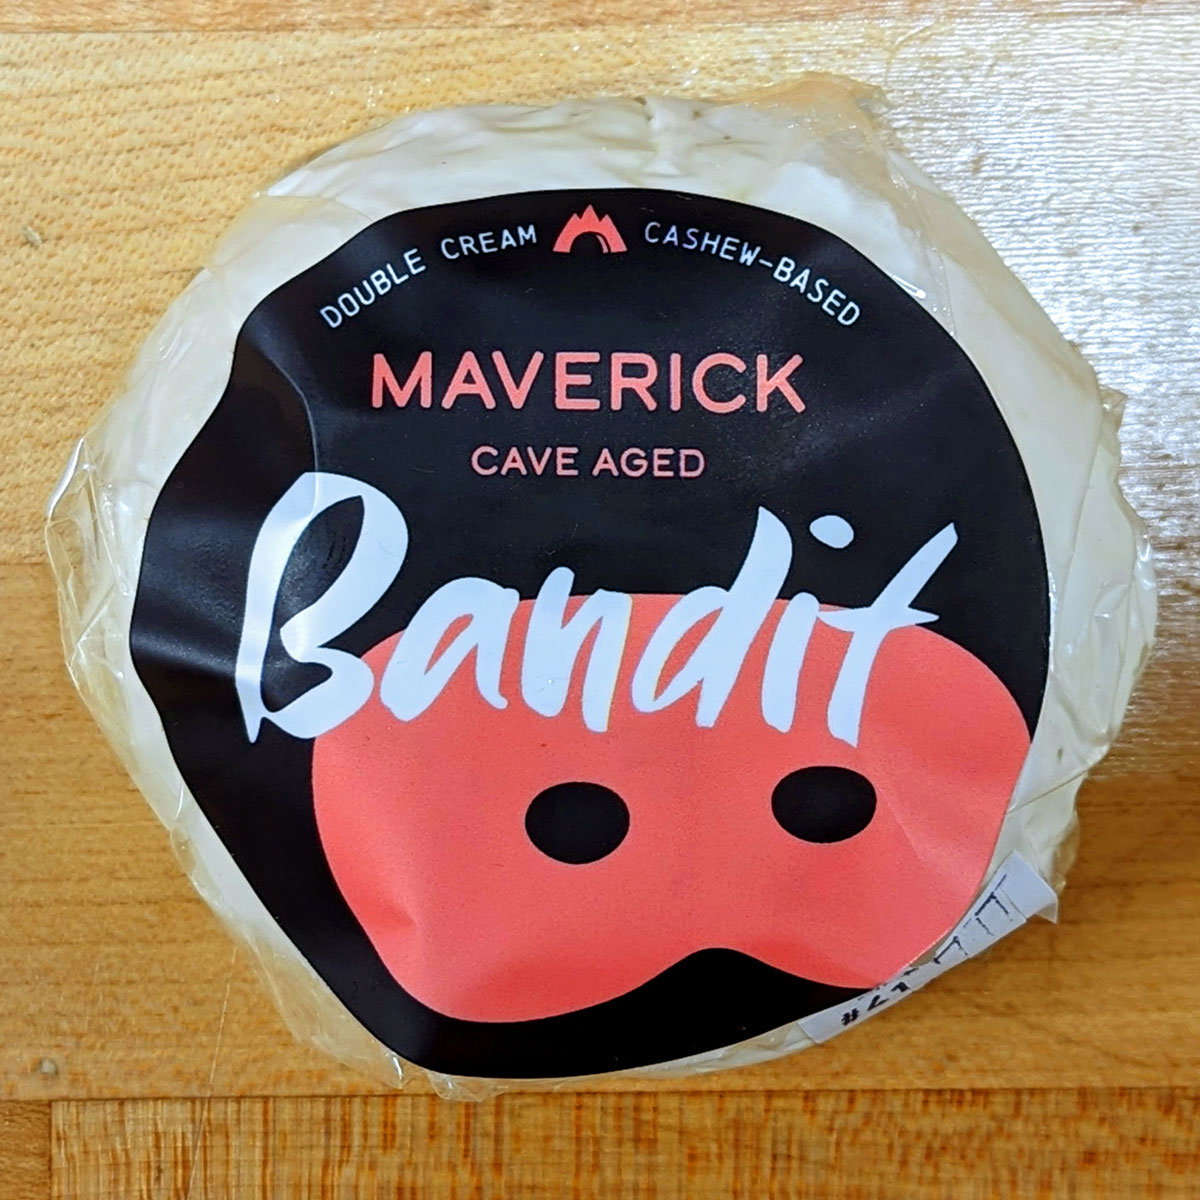 DOUBLE CREAM CASHEW-BASED
MAVERICK
CAVE AGED
Bandit